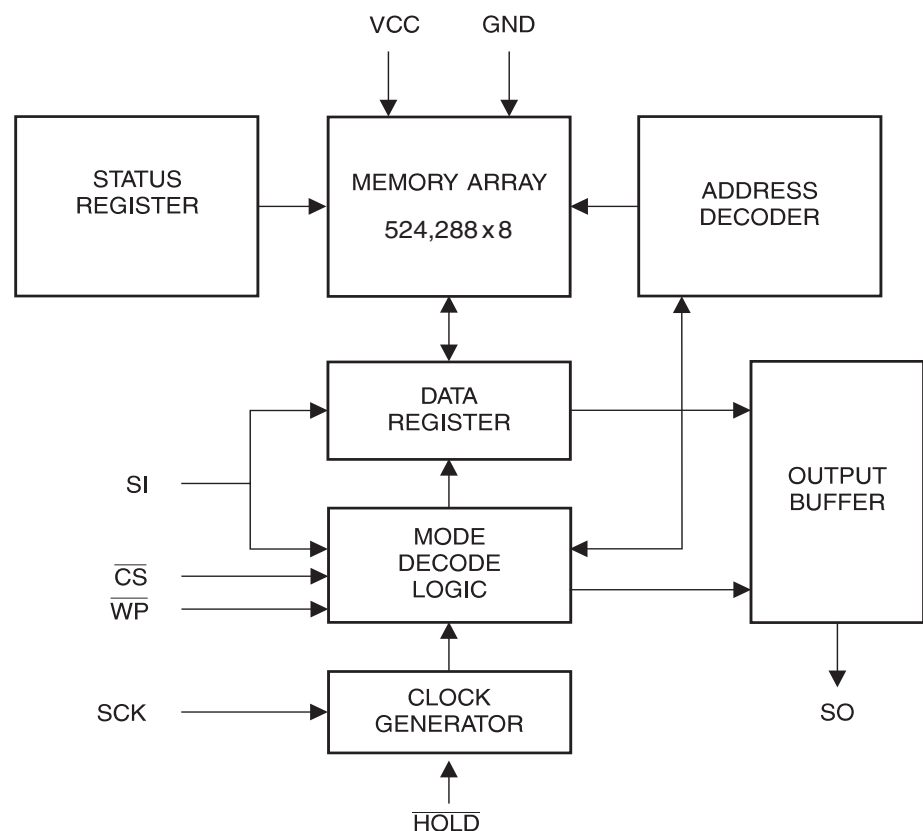 VCC
GND
STATUS
REGISTER
MEMORY ARRAY
524,288 x 8
ADDRESS
DECODER
DATA
REGISTER
SI
OUTPUT
BUFFER
MODE
DECODE
LOGIC
CS
WP
SCK
CLOCK
GENERATOR
SO
HOLD